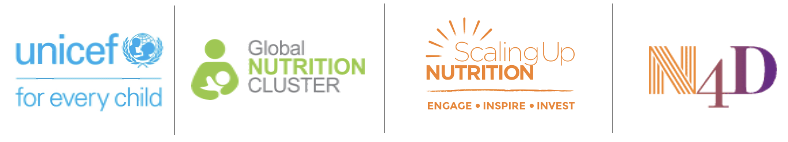 unicef
for every child
Global
NUTRITION
CLUSTER
Scaling Up
NUTRITION
ENGAGE • INSPIRE • INVEST
N4D